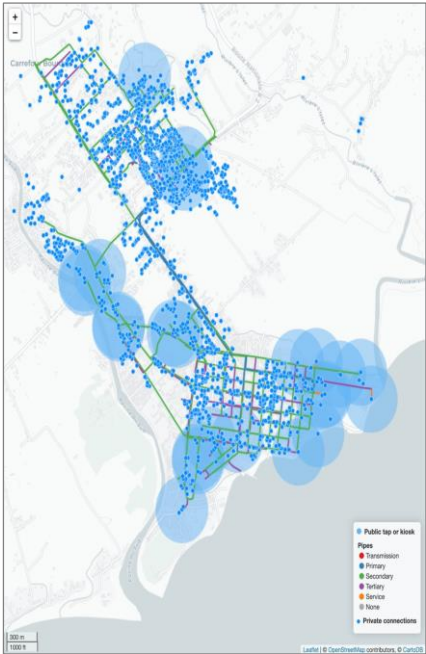 +
−
300 m
1000 ft
Public tap or kiosk
Pipes
Transmission
Primary
Secondary
Tertiary
Service
None
Private connections
Leaflet | © OpenStreetMap contributors, © CartoDB